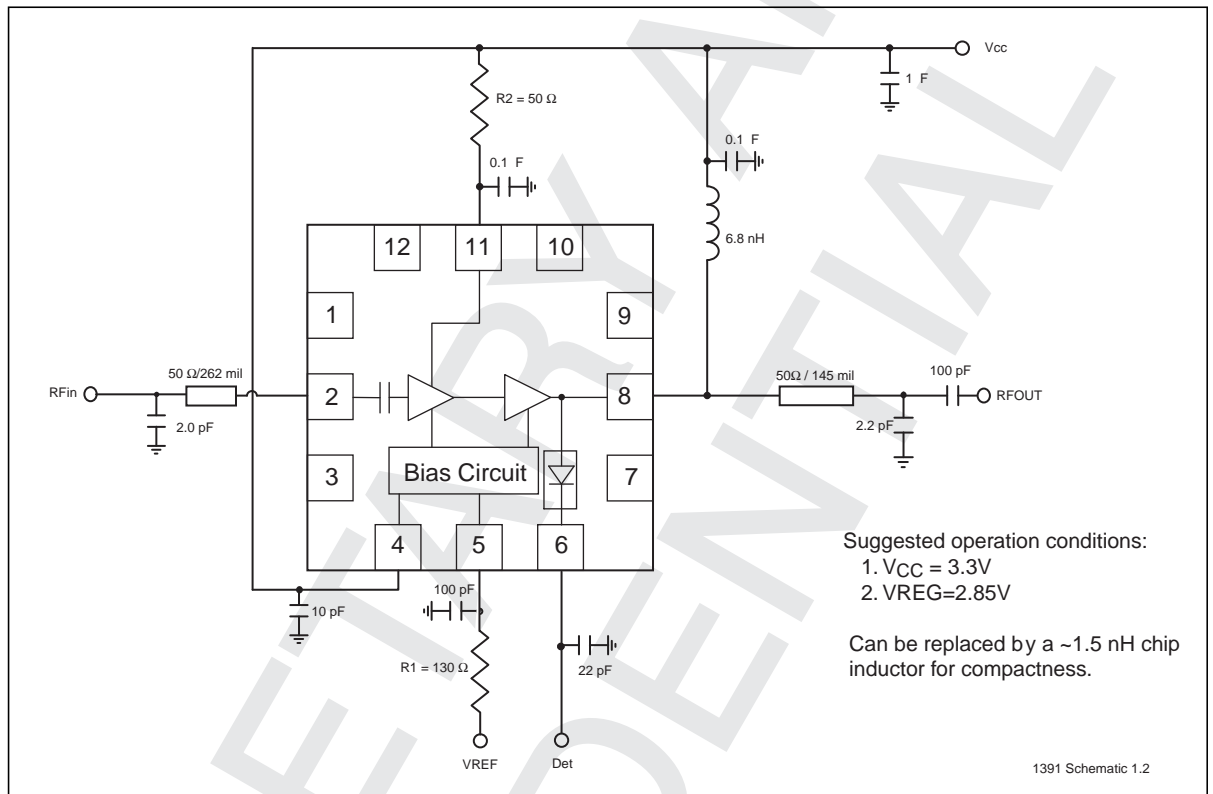 Vcc
1 F
R2 = 50 Ω
0.1 F
0.1 F
6.8 nH
12
11
10
1
9
RFin
50 Ω/262 mil
2
8
50Ω / 145 mil
100 pF
RFOUT
2.0 pF
2.2 pF
3
Bias Circuit
7
4
5
6
10 pF
100 pF
R1 = 130 Ω
22 pF
VREF
Det
Suggested operation conditions:
1. VCC = 3.3V
2. VREG=2.85V
Can be replaced by a ~1.5 nH chip
inductor for compactness.
1391 Schematic 1.2
ETARY A
DENTIAL